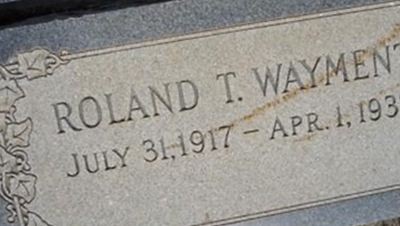 ROLAND T. WAYMENT
JULY 31, 1917 – APR. 1, 193